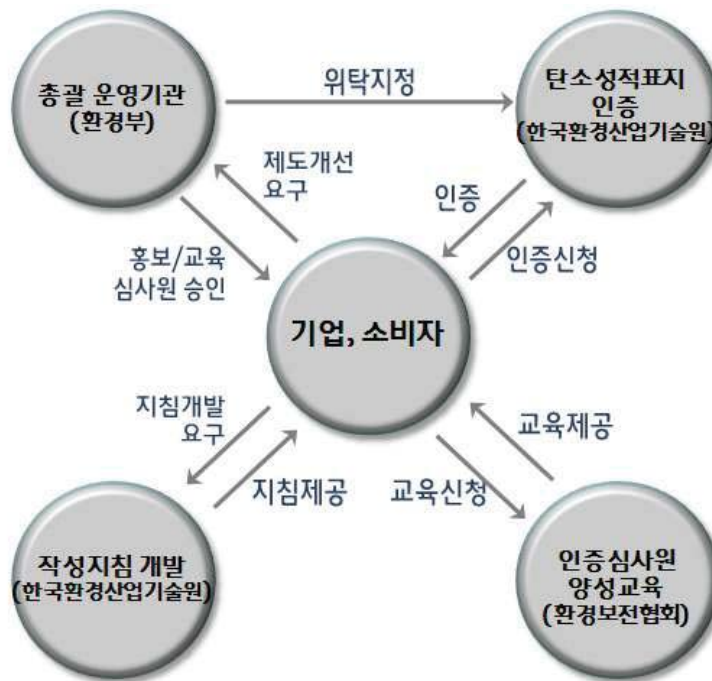 총괄 운영기관
(환경부)
위탁지정
탄소성적표지
인증
(한국환경산업기술원)
제도개선
요구
인증
홍보/교육
심사원 승인
인증신청
기업, 소비자
지침개발
요구
교육제공
지침제공
교육신청
작성지침 개발
(한국환경산업기술원)
인증심사원
양성교육
(환경보전협회)